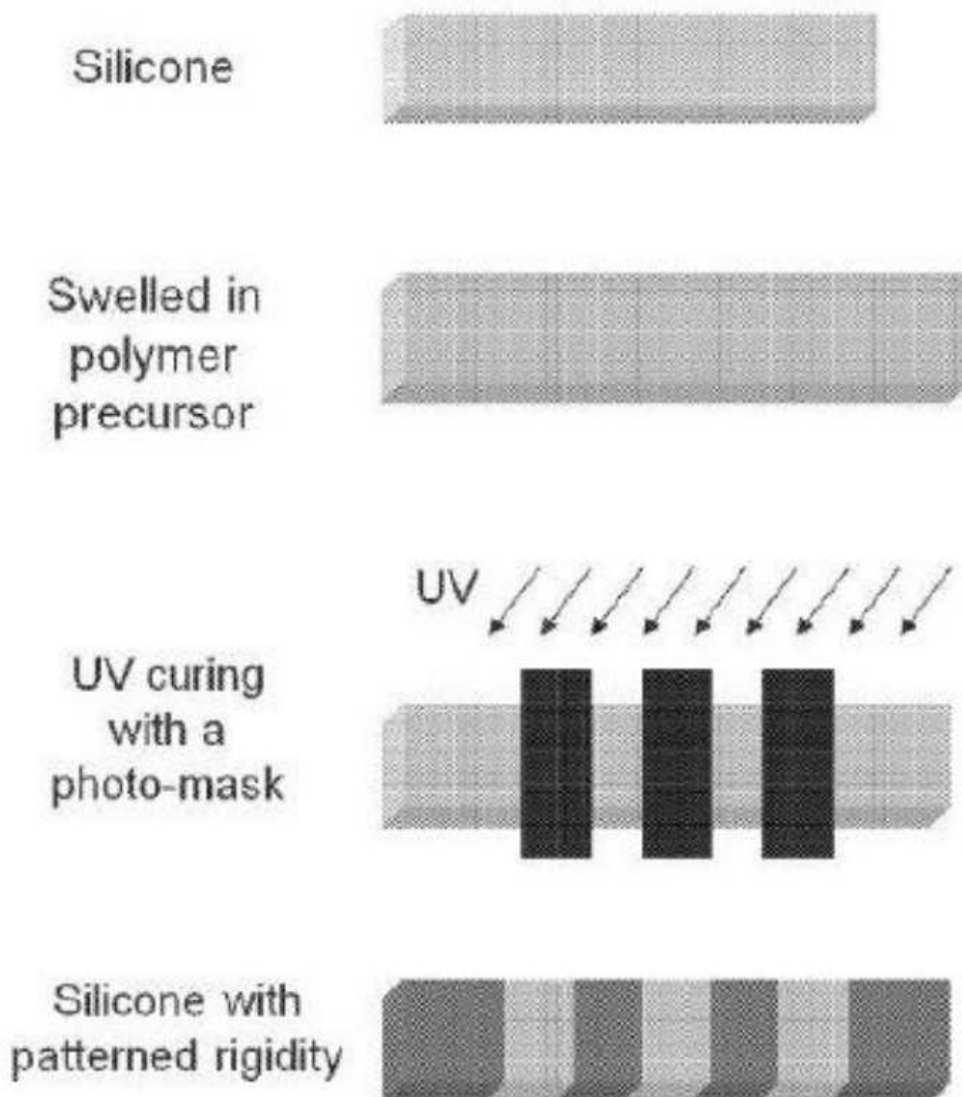 Silicone
Swelled in
polymer
precursor
UV
UV curing
with a
photo-mask
Silicone with
patterned rigidity